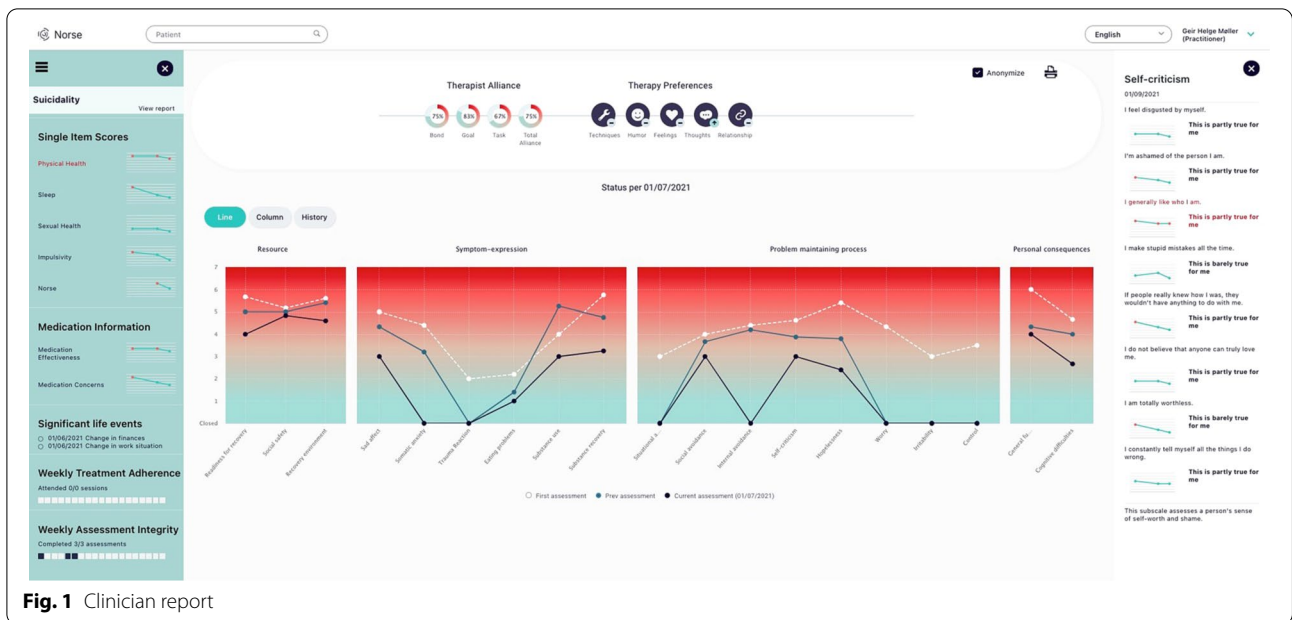 Norse
Patient
English
Geir Helge Møller
(Practitioner)
Suicidality
View report
Single Item Scores
Physical Health
Sleep
Sexual Health
Impulsivity
Norse
Medication Information
Medication
Effectiveness
Medication Concerns
Significant life
events
01/06/2021 Change in finances
01/06/2021 Change in work situation
Weekly Treatment Adherence
Attended 0/0 sessions
Weekly Assessment Integrity
Completed 3/3 assessments
Therapist Alliance
75%
83%
67%
75%
Bond
Goal
Task
Total
Alliance
Therapy Preferences
Techniques
Humor
Feelings
Thoughts
Relationship
Anonymize
Status per 01/07/2021
Line
Column
History
Resource
Symptom-expression
Problem maintaining process
Personal consequences
7
6
5
4
3
2
1
Closed
Readiness for recovery
Social safety
Recovery environment
Sad affect
Somatic anxiety
Trauma Reaction
Eating problems
Substance use
Substance recovery
Situational a...
Social avoidance
Internal avoidance
Self-criticism
Hopelessness
Worry
Irritability
Control
General fu...
Cognitive difficulties
First assessment
Prev assessment
Current assessment (01/07/2021)
Self-criticism
01/09/2021
I feel disgusted by myself.
This is partly true for
me
I'm ashamed of the person I am.
This is partly true for
me
I generally like who I am.
This is partly true for
me
I make stupid mistakes all the time.
This is barely true
for me
If people really knew how I was, they
wouldn't have anything to do with me.
This is partly true for
me
I do not believe that anyone can truly love
me.
This is partly true for
me
I am totally worthless.
This is barely true
for me
I constantly tell myself all the things I do
wrong.
This is partly true for
me
This subscale assesses a person's sense
of self-worth and shame.
Fig. 1 Clinician report